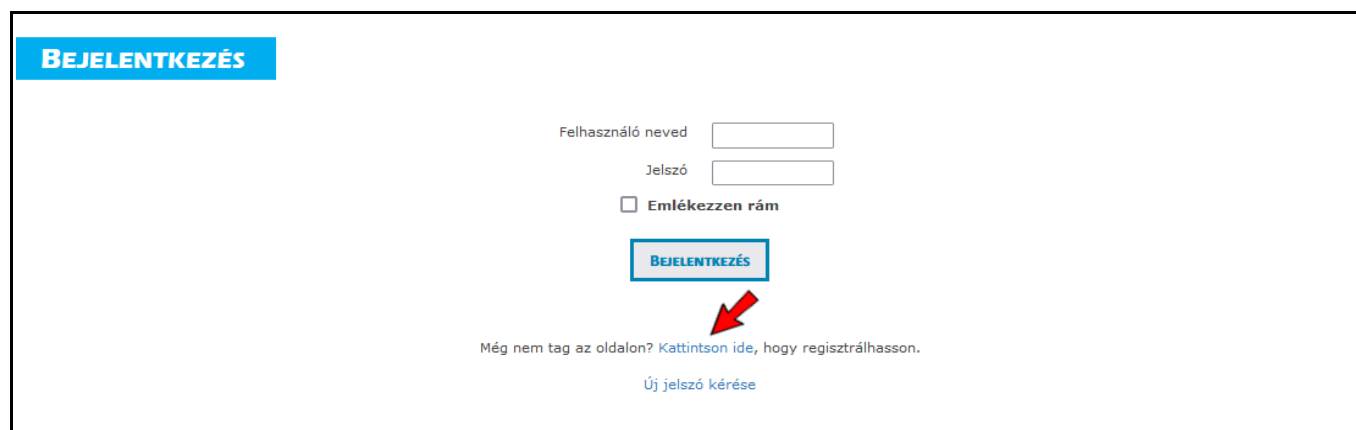 Bejelentkezés
Felhasználó neved
Jelszó
Emlékezzen rám
Bejelentkezés
Még nem tag az oldalon? Kattintson ide, hogy regisztrálhasson.
Új jelszó kérése